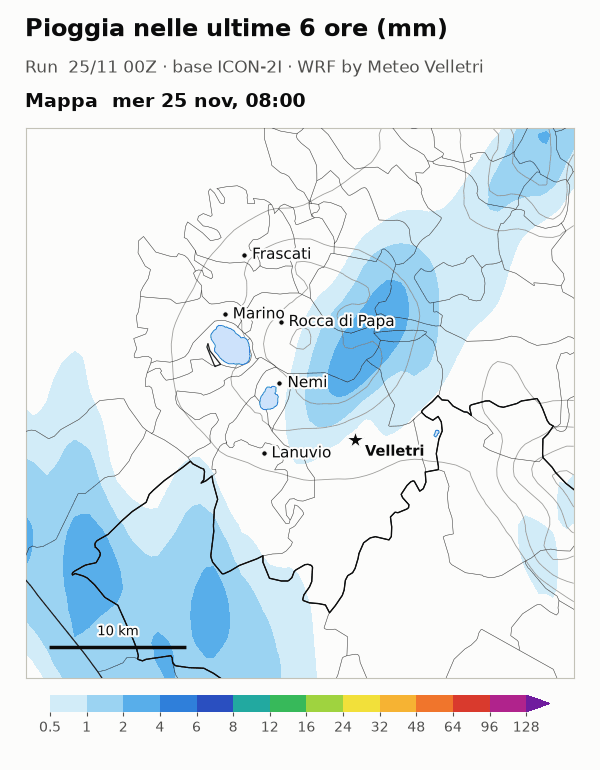 Pioggia nelle ultime 6 ore (mm)
Run  25/11 00Z · base ICON-2I · WRF by Meteo Velletri
Mappa  mer 25 nov, 08:00
Frascati
Marino
Rocca di Papa
Nemi
Velletri
Lanuvio
10 km
0.5 1 2 4 6 8 12 16 24 32 48 64 96 128